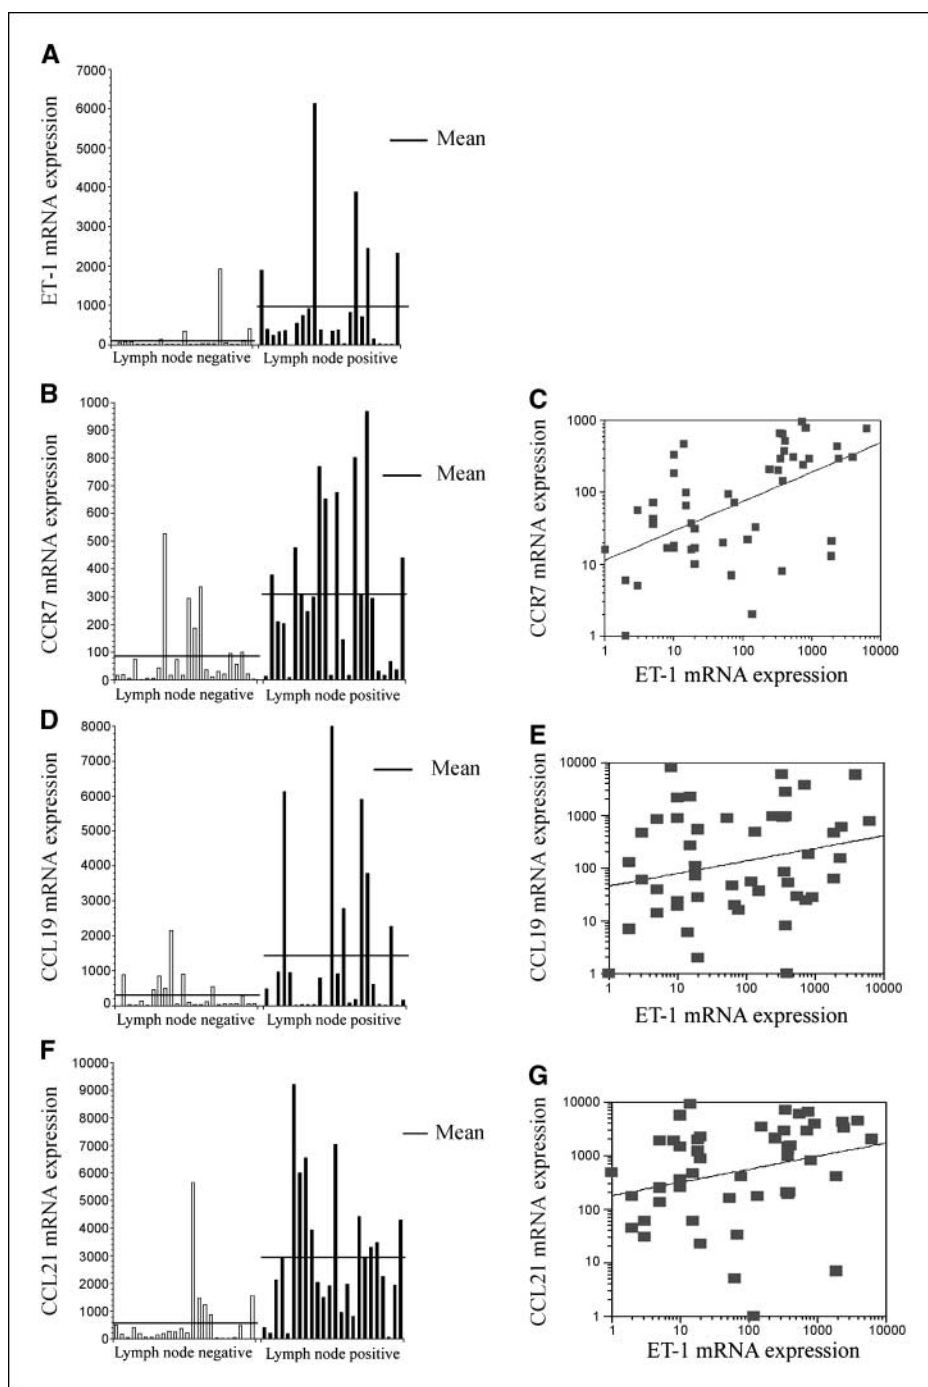 A
ET-1 mRNA expression
7000
6000
5000
4000
3000
2000
1000
0
Mean
Lymph node negative
Lymph node positive
B
CCR7 mRNA expression
1000
900
800
700
600
500
400
300
200
100
0
Mean
Lymph node negative
Lymph node positive
C
CCR7 mRNA expression
1000
100
10
1
1 10 100 1000 10000
ET-1 mRNA expression
D
CCL19 mRNA expression
8000
7000
6000
5000
4000
3000
2000
1000
0
Mean
Lymph node negative
Lymph node positive
E
CCL19 mRNA expression
10000
1000
100
10
1
1 10 100 1000 10000
ET-1 mRNA expression
F
CCL21 mRNA expression
10000
9000
8000
7000
6000
5000
4000
3000
2000
1000
0
Mean
Lymph node negative
Lymph node positive
G
CCL21 mRNA expression
10000
1000
100
10
1
1 10 100 1000 10000
ET-1 mRNA expression